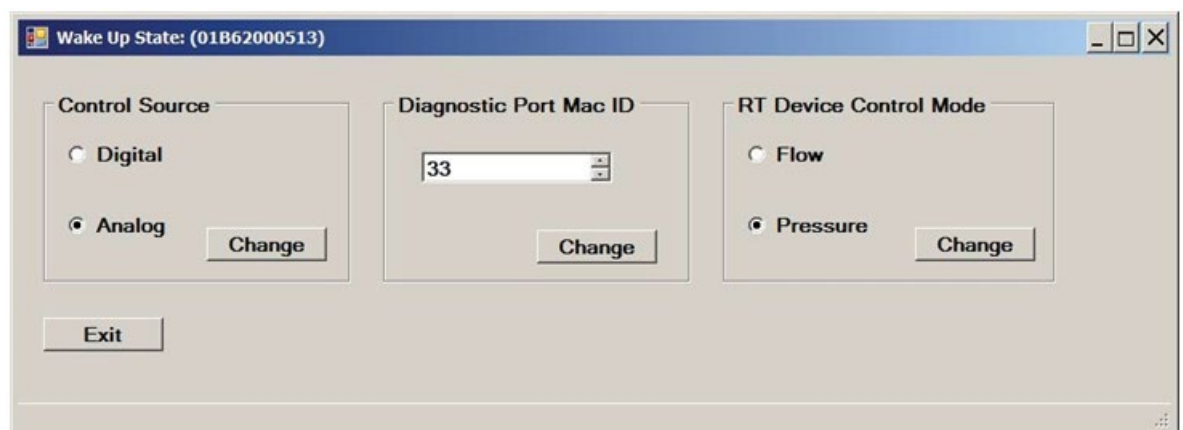 Wake Up State: (01B62000513)
Control Source
Digital
Analog
Change
Diagnostic Port Mac ID
33
Change
RT Device Control Mode
Flow
Pressure
Change
Exit